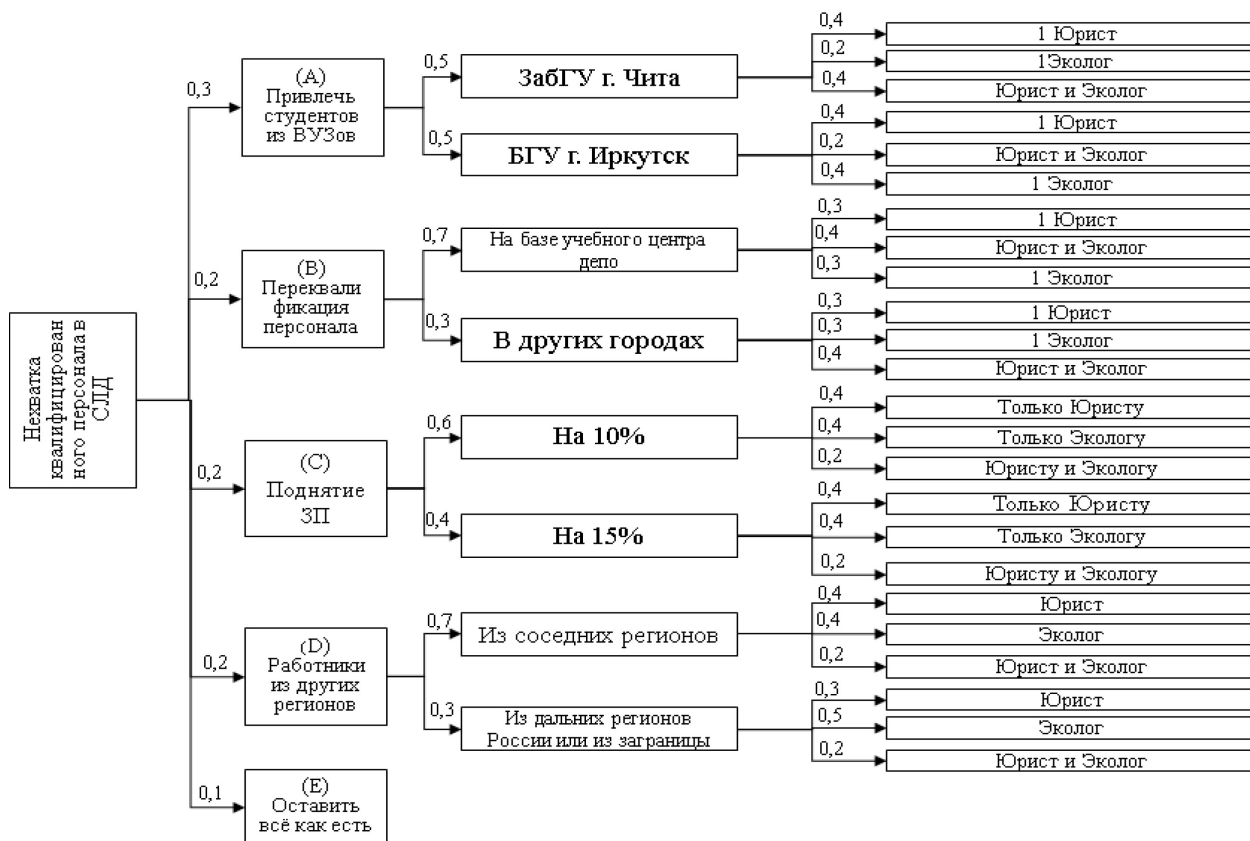 Нехватка
квалифицирован
ного персонала в
СЛД
0,3
(A)
Привлечь
студентов
из ВУЗов
0,5
ЗабГУ г. Чита
0,4
1 Юрист
0,2
1Эколог
0,4
Юрист и Эколог
0,5
БГУ г. Иркутск
0,4
1 Юрист
0,2
Юрист и Эколог
0,4
1 Эколог
0,2
(B)
Переквали
фикация
персонала
0,7
На базе учебного центра
депо
0,3
1 Юрист
0,4
Юрист и Эколог
0,3
1 Эколог
0,3
В других городах
0,3
1 Юрист
0,3
1 Эколог
0,4
Юрист и Эколог
0,2
(C)
Поднятие
ЗП
0,6
На 10%
0,4
Только Юристу
0,4
Только Экологу
0,2
Юристу и Экологу
0,4
На 15%
0,4
Только Юристу
0,4
Только Экологу
0,2
Юристу и Экологу
0,2
(D)
Работники
из других
регионов
0,7
Из соседних регионов
0,4
Юрист
0,4
Эколог
0,2
Юрист и Эколог
0,3
Из дальних регионов
России или из заграницы
0,3
Юрист
0,5
Эколог
0,2
Юрист и Эколог
0,1
(E)
Оставить
всё как есть